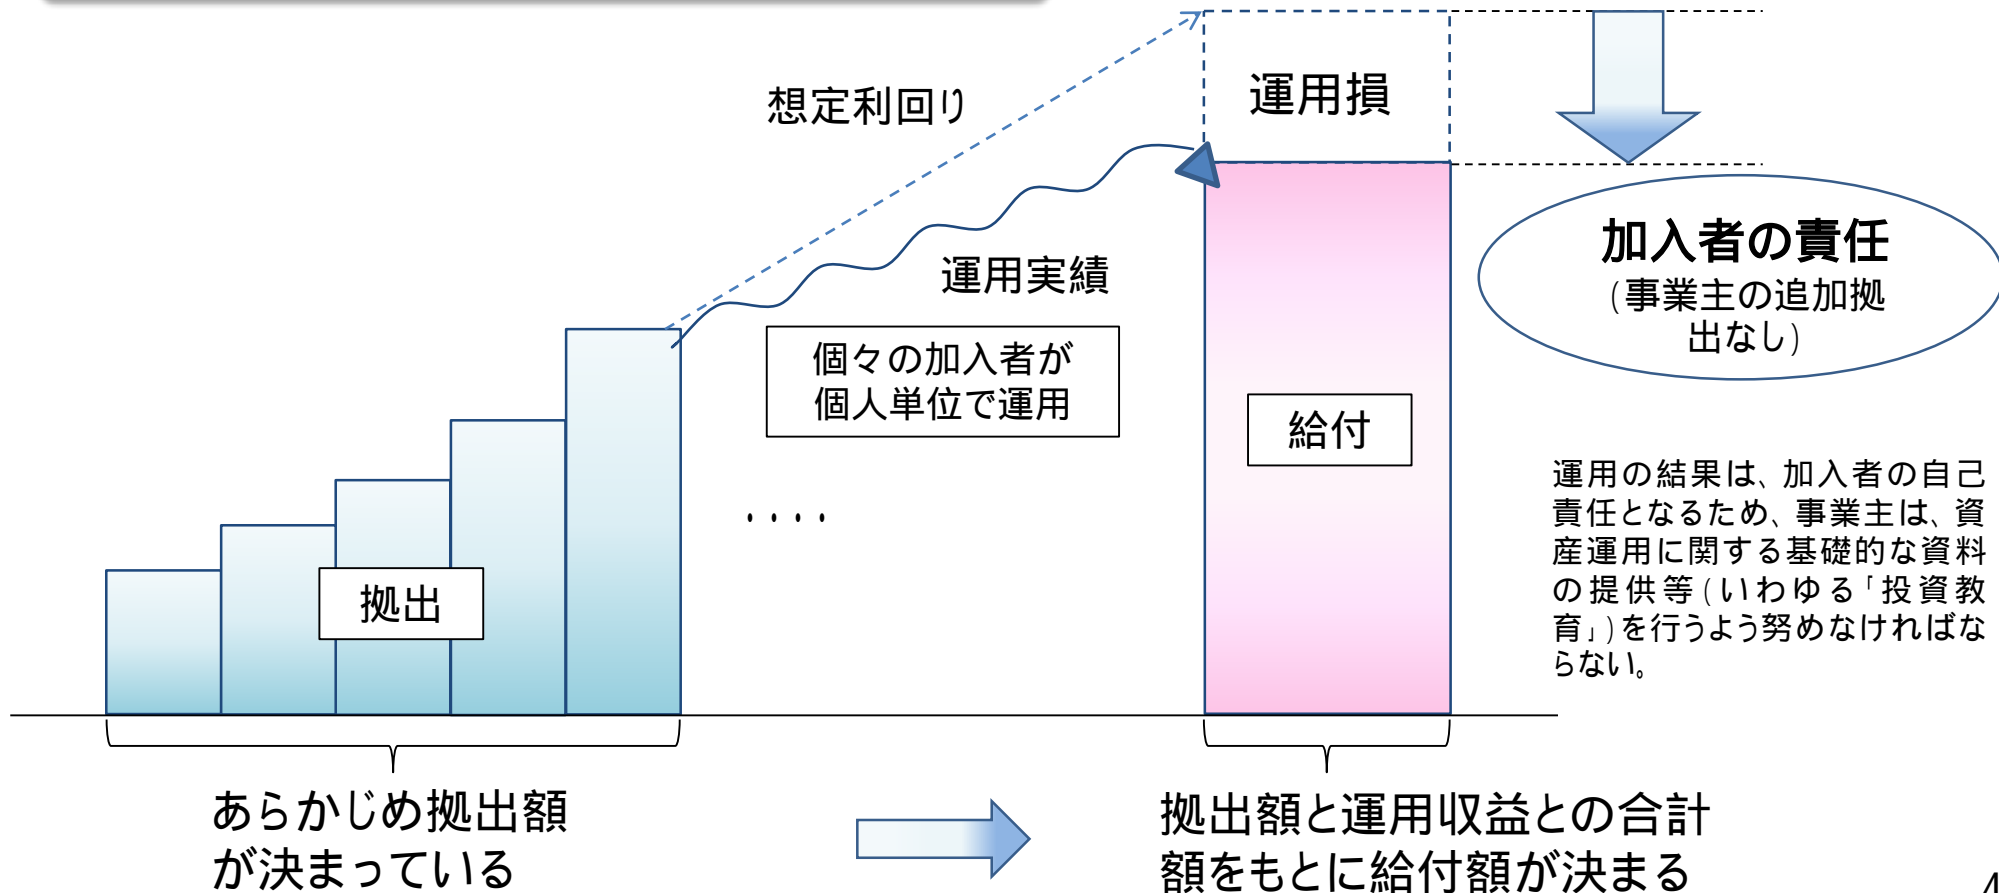 想定利回り
運用損
運用実績
個々の加入者が
個人単位で運用
加入者の責任
(事業主の追加拠
出なし)
給付
拠出
････
運用の結果は、加入者の自己
責任となるため、事業主は、資
産運用に関する基礎的な資料
の提供等(いわゆる「投資教
育」)を行うよう努めなければな
らない。
あらかじめ拠出額
が決まっている
拠出額と運用収益との合計
額をもとに給付額が決まる
4